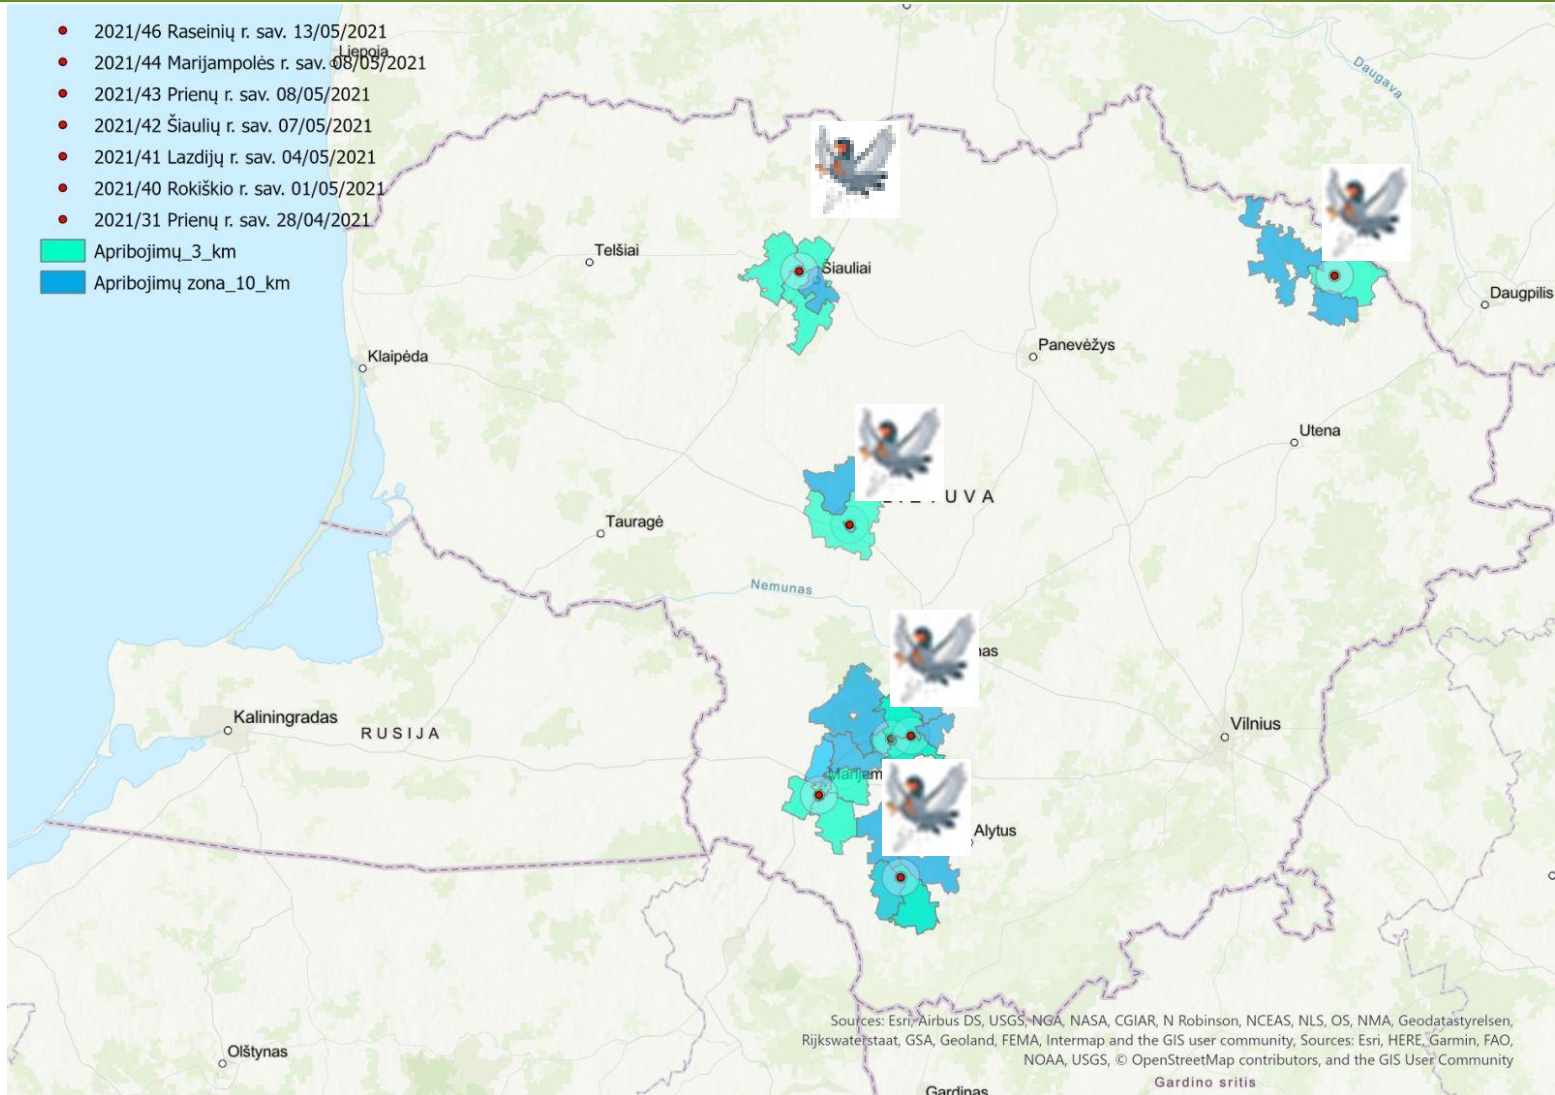 2021/46 Raseinių r. sav. 13/05/2021
Liepoja
2021/44 Marijampolės r. sav. 08/05/2021
2021/43 Prienų r. sav. 08/05/2021
2021/42 Šiaulių r. sav. 07/05/2021
2021/41 Lazdijų r. sav. 04/05/2021
2021/40 Rokiškio r. sav. 01/05/2021
2021/31 Prienų r. sav. 28/04/2021
Apribojimų_3_km
Apribojimų zona_10_km
Daugava
Telšiai
Šiauliai
Daugpilis
Panevėžys
Klaipėda
Utena
UVA
Tauragė
Nemunas
nas
Kaliningradas
RUSIJA
Vilnius
Marijam
Alytus
Sources: Esri, Airbus DS, USGS, NGA, NASA, CGIAR, N Robinson, NCEAS, NLS, OS, NMA, Geodatastyrelsen,
Rijkswaterstaat, GSA, Geoland, FEMA, Intermap and the GIS user community, Sources: Esri, HERE, Garmin, FAO,
NOAA, USGS, © OpenStreetMap contributors, and the GIS User Community
Olštynas
Gardino sritis
Gardinas